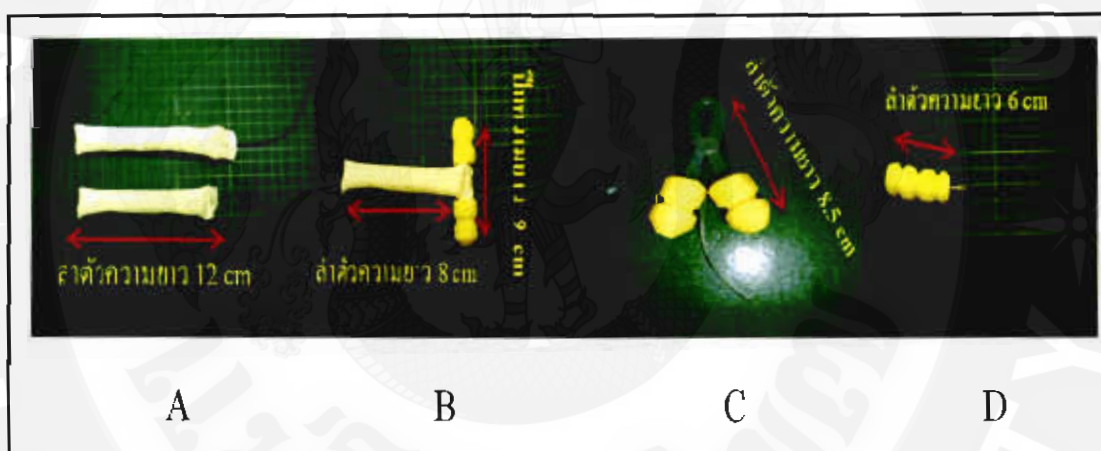 ลำตัวความยาว 12 cm
ลำตัวความยาว 8 cm
ปีกความยาว 9 cm
ลำตัวความยาว 8.5 cm
ลำตัวความยาว 6 cm
A B C D